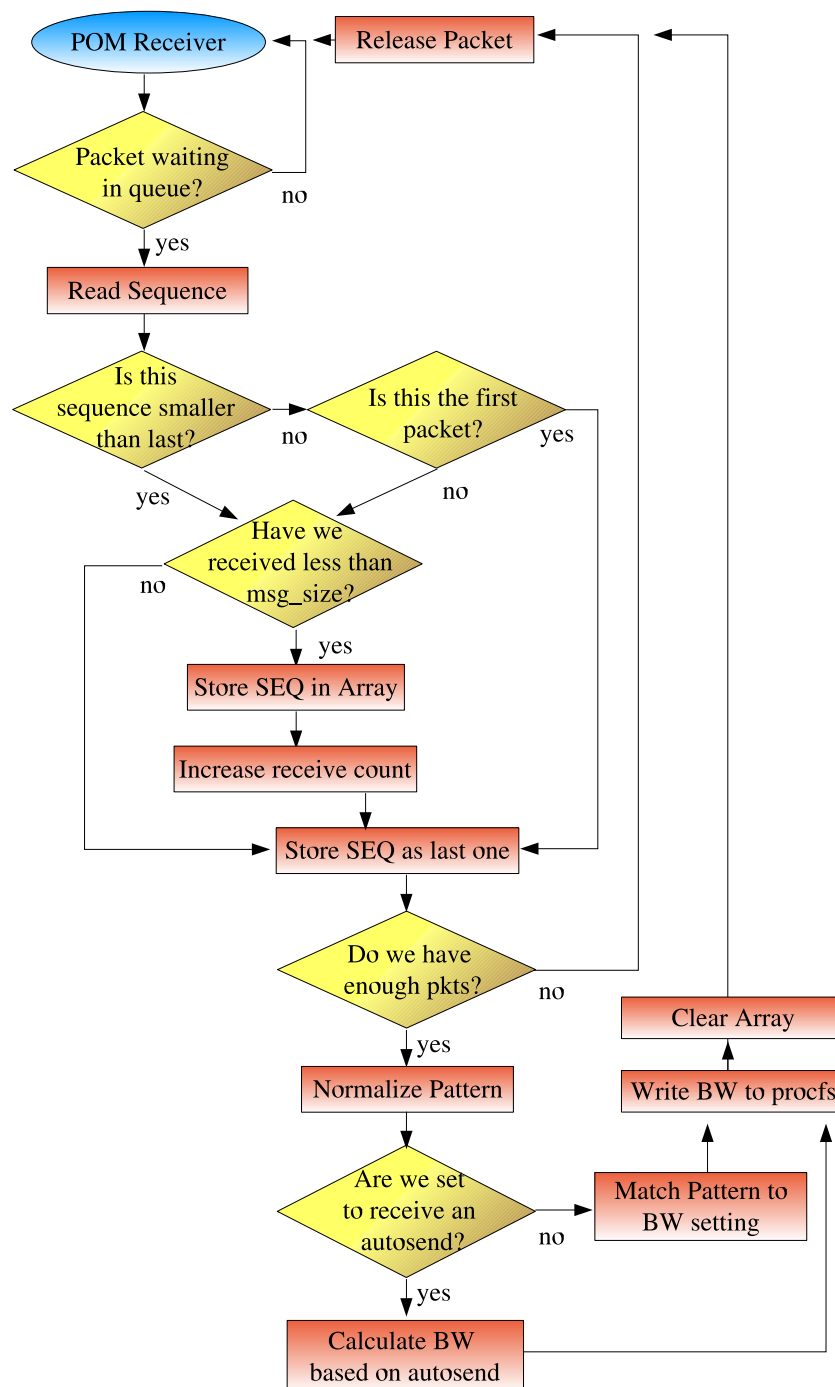 POM Receiver
Release Packet
Packet waiting
in queue?
no
yes
Read Sequence
Is this
sequence smaller
than last?
no
Is this the first
packet?
yes
yes
no
Have we
received less than
msg_size?
no
yes
Store SEQ in Array
Increase receive count
Store SEQ as last one
Do we have
enough pkts?
no
yes
Clear Array
Normalize Pattern
Write BW to procfs
Are we set
to receive an
autosend?
no
Match Pattern to
BW setting
yes
Calculate BW
based on autosend